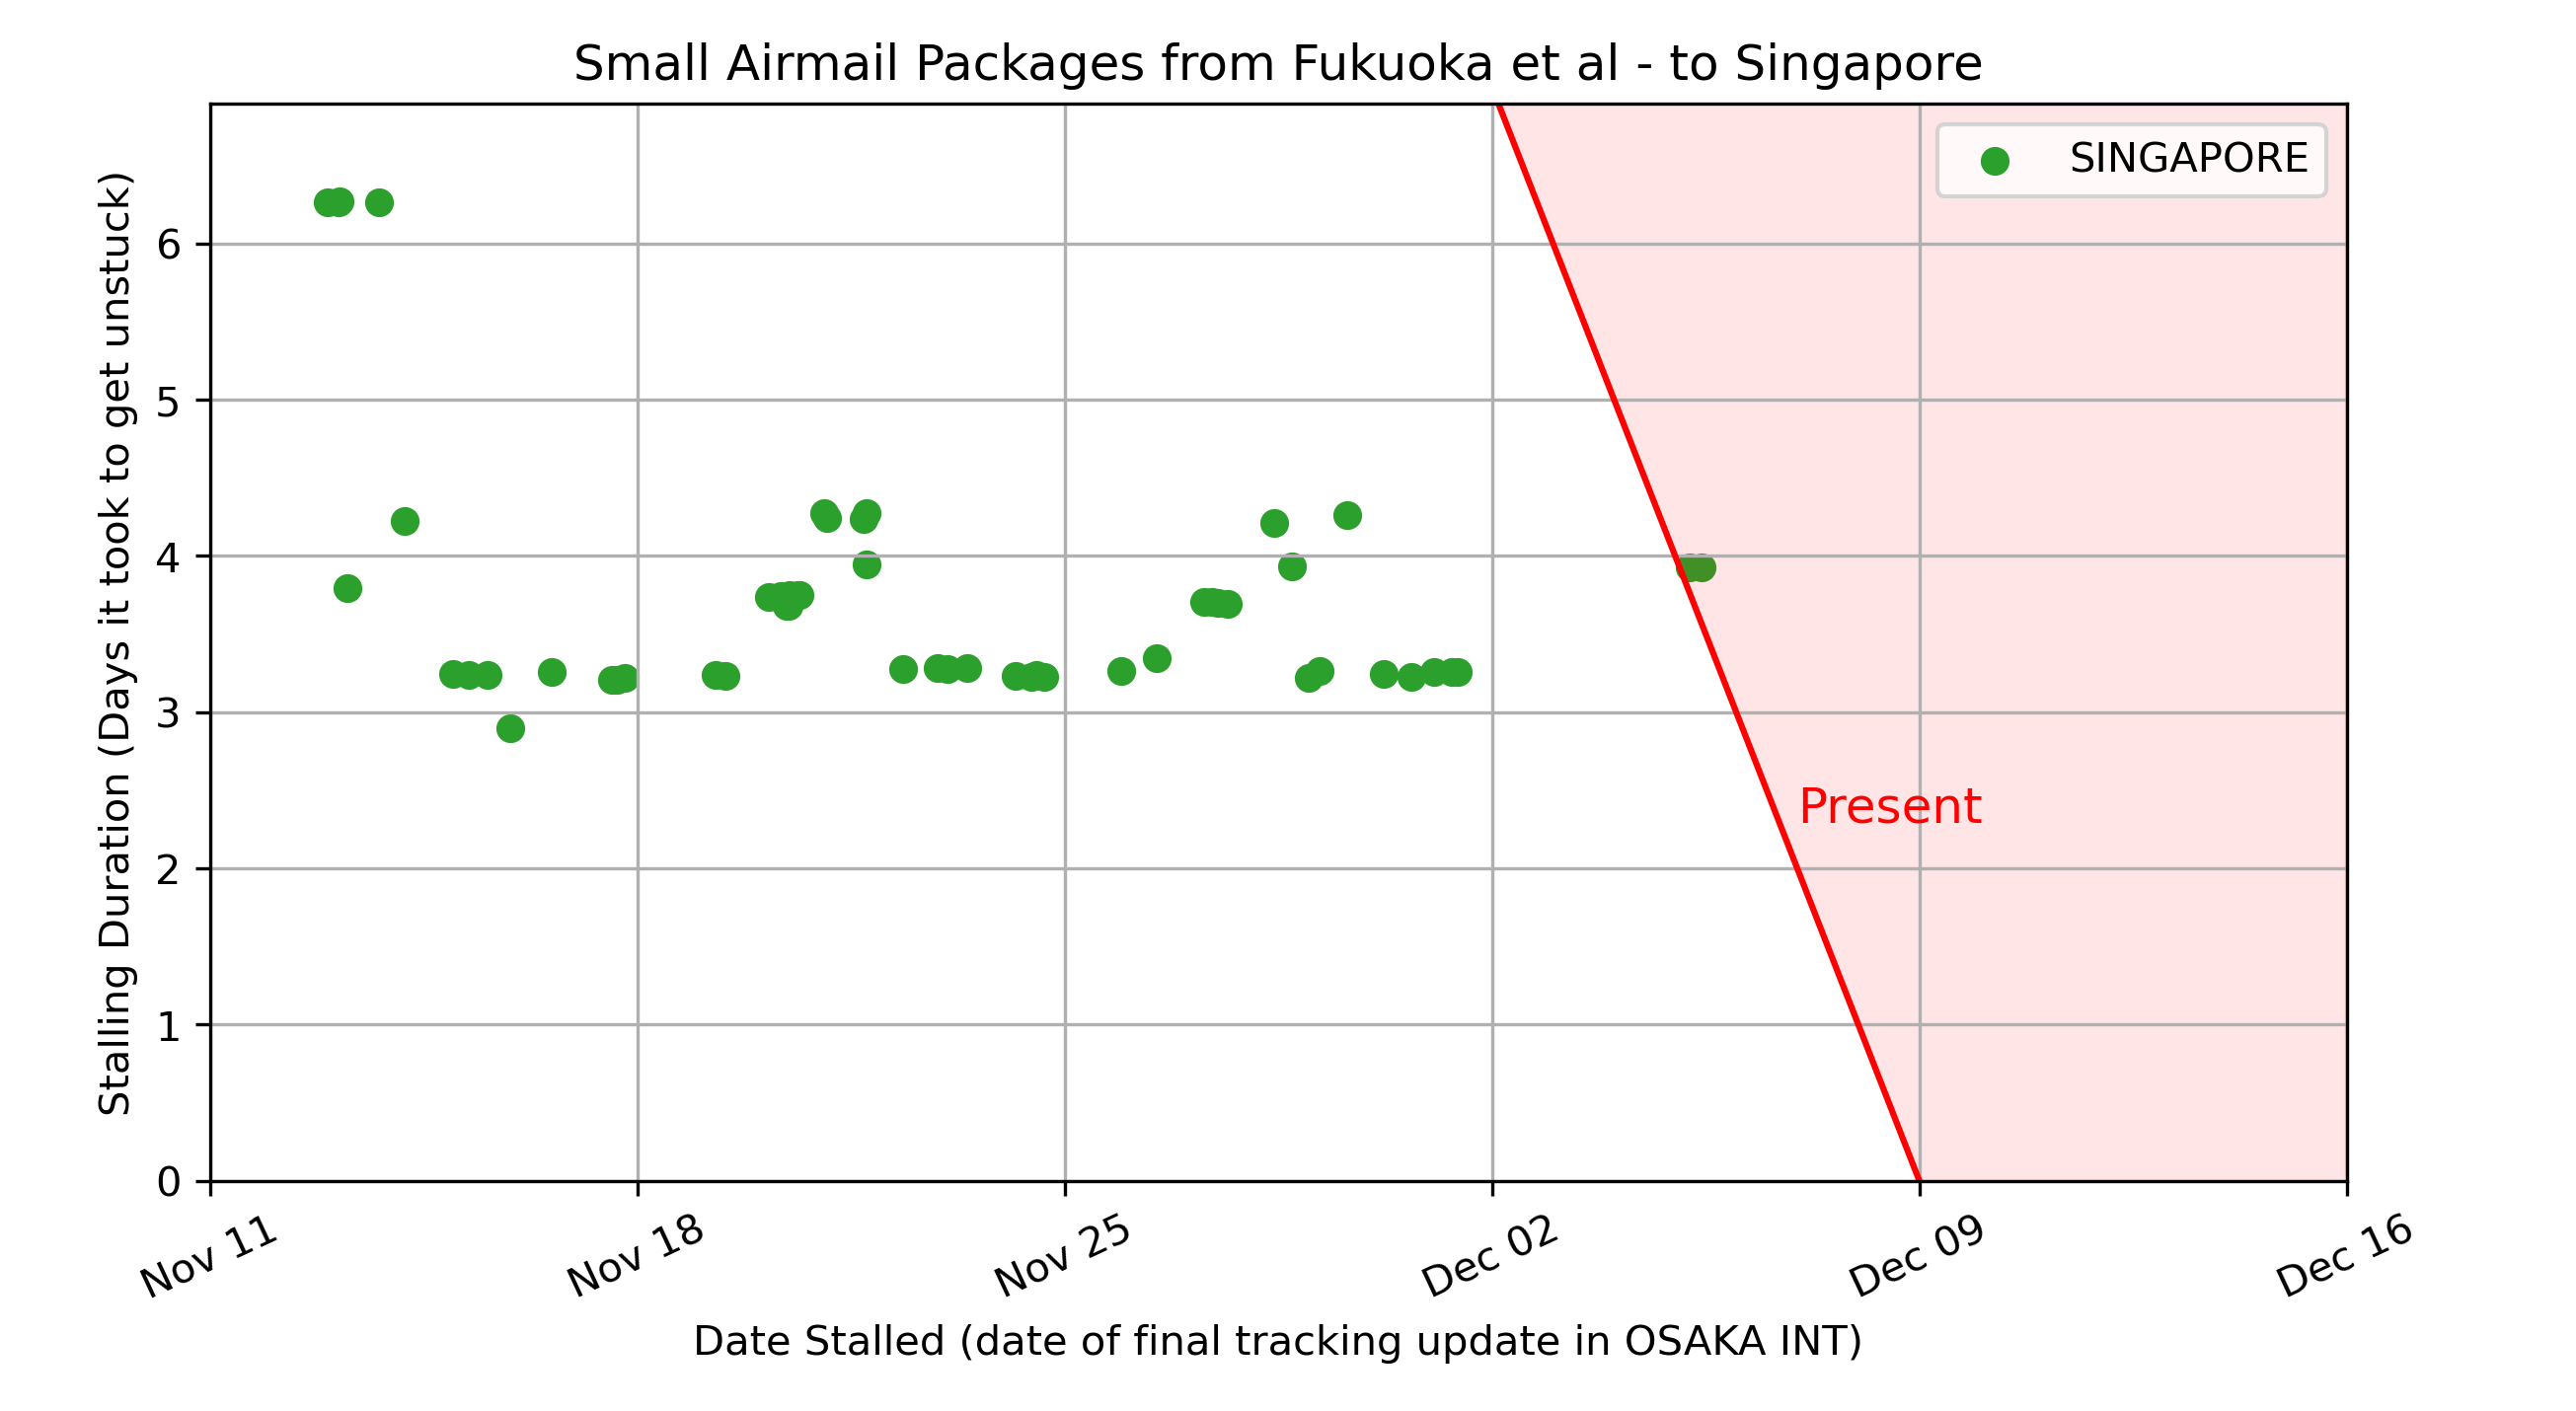 Small Airmail Packages from Fukuoka et al - to Singapore
SINGAPORE
Stalling Duration (Days it took to get unstuck)
6
5
4
3
2
1
0
Present
Nov 11
Nov 18
Nov 25
Dec 02
Dec 09
Dec 16
Date Stalled (date of final tracking update in OSAKA INT)